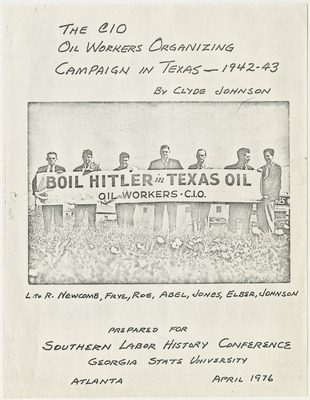 THE CIO
OIL WORKERS ORGANIZING
CAMPAIGN IN TEXAS — 1942-43
BY CLYDE JOHNSON
BOIL HITLER in TEXAS OIL
OIL WORKERS • C.I.O.
L to R. NEWCOMB, FRYE, ROE, ABEL, JONES, ELBER, JOHNSON
PREPARED FOR
SOUTHERN LABOR HISTORY CONFERENCE
GEORGIA STATE UNIVERSITY
ATLANTA APRIL 1976